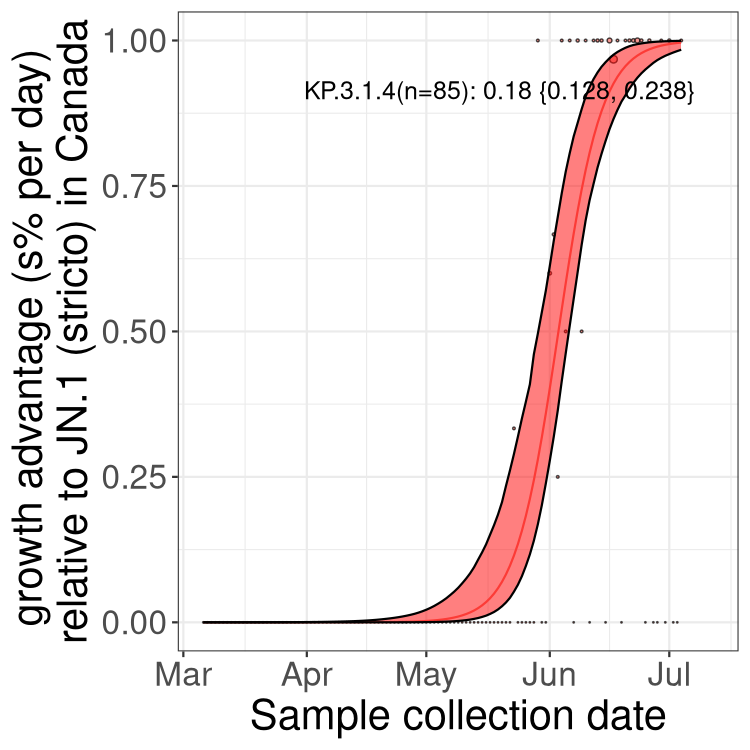 growth advantage (s% per day)
relative to JN.1 (stricto) in Canada
1.00
0.75
0.50
0.25
0.00
KP.3.1.4(n=85): 0.18 {0.128, 0.238}
Mar Apr May Jun Jul
Sample collection date